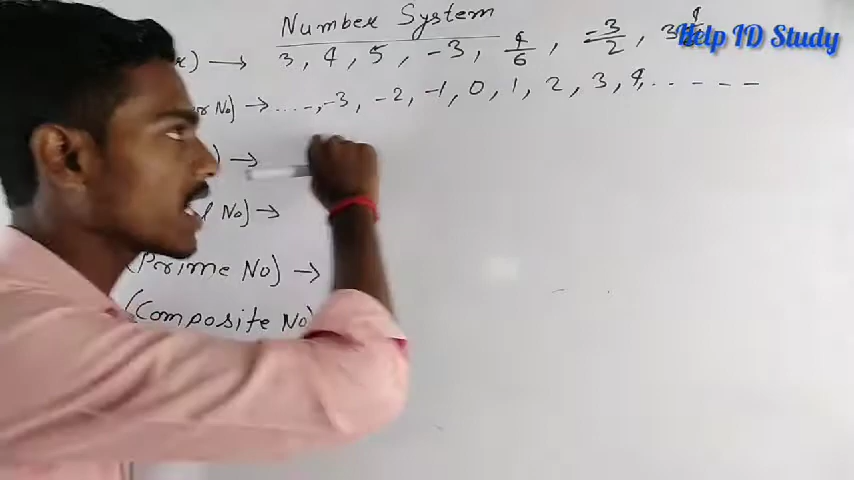 Number System
→ 3, 4, 5, -3, 4/6, -3/2,
Help ID Study
No) → ....., -3, -2, -1, 0, 1, 2, 3, 4, . . - - - -
) →
No) →
(Prime No) →
(Composite No)